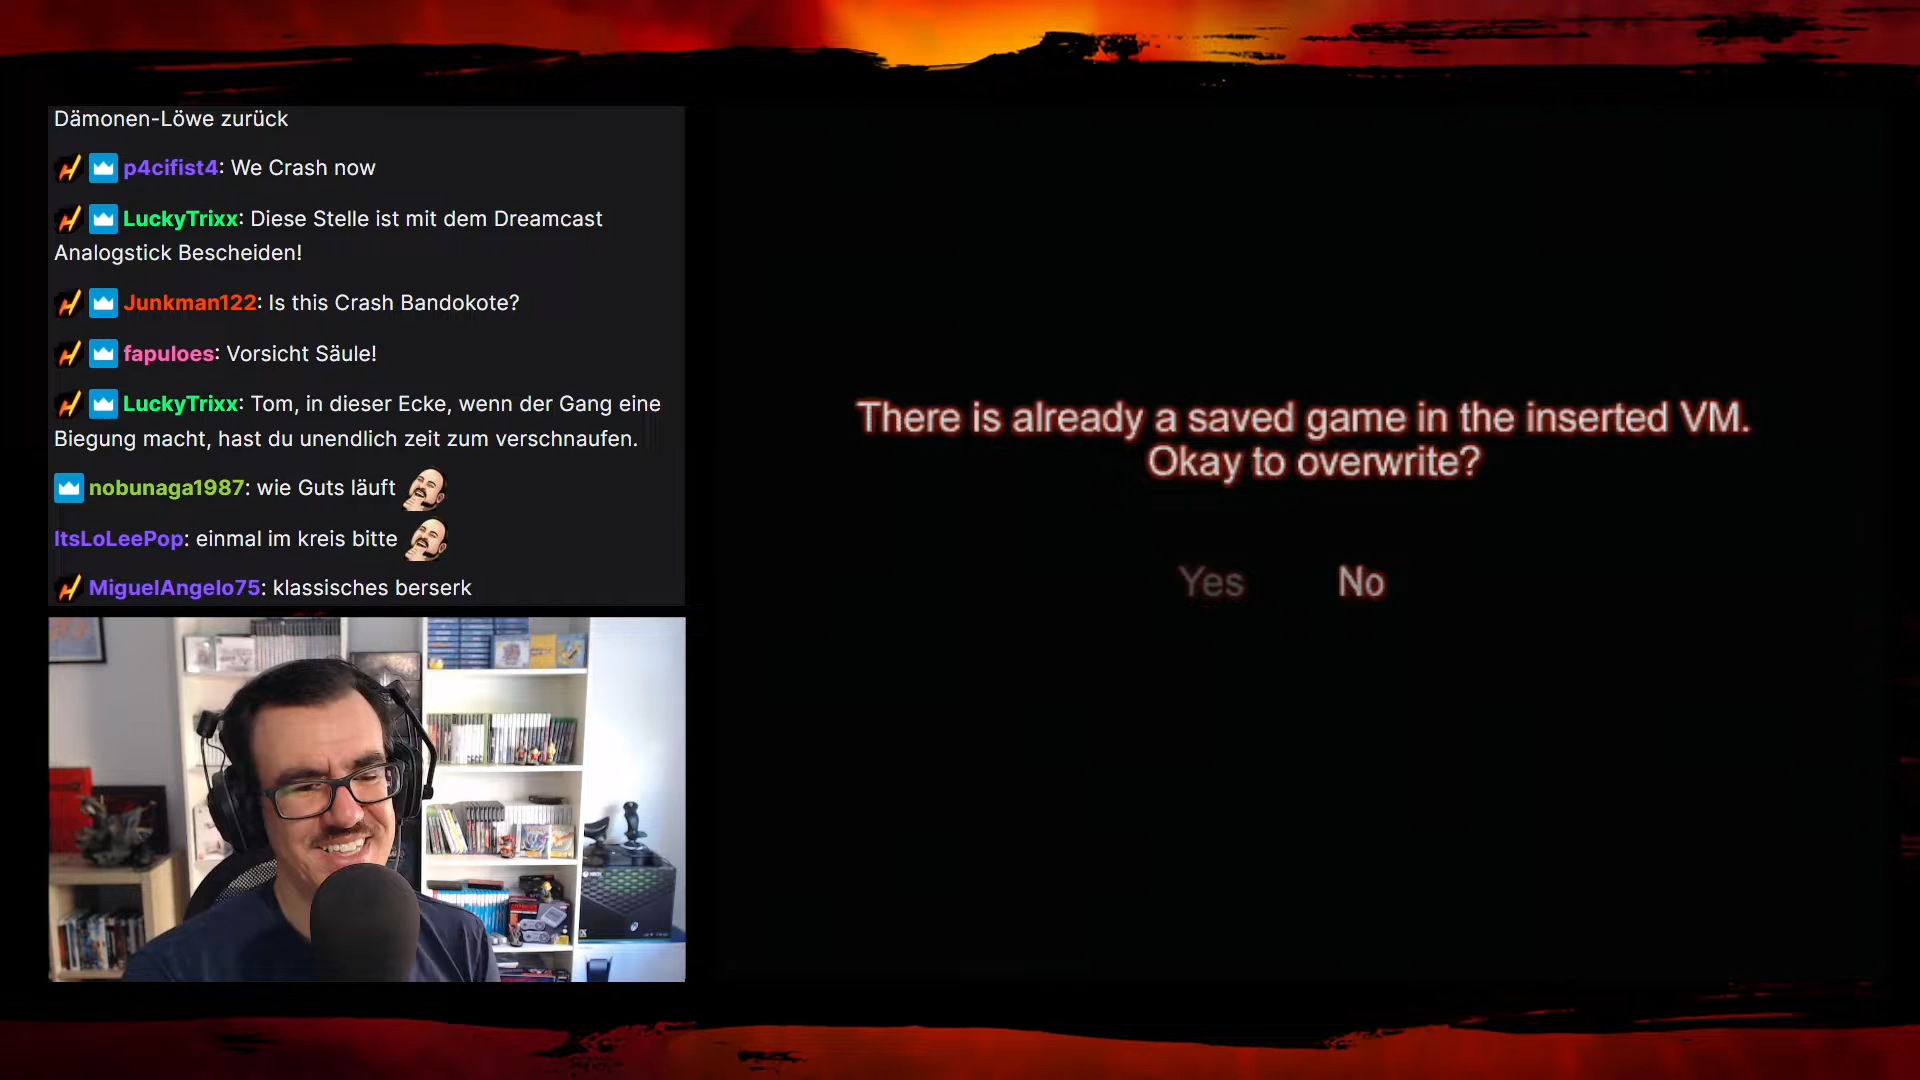 Dämonen-Löwe zurück
p4cifist4: We Crash now
LuckyTrixx: Diese Stelle ist mit dem Dreamcast
Analogstick Bescheiden!
Junkman122: Is this Crash Bandokote?
fapuloes: Vorsicht Säule!
LuckyTrixx: Tom, in dieser Ecke, wenn der Gang eine
Biegung macht, hast du unendlich zeit zum verschnaufen.
nobunaga1987: wie Guts läuft
ItsLoLeePop: einmal im kreis bitte
MiguelAngelo75: klassisches berserk
There is already a saved game in the inserted VM.
Okay to overwrite?
Yes No